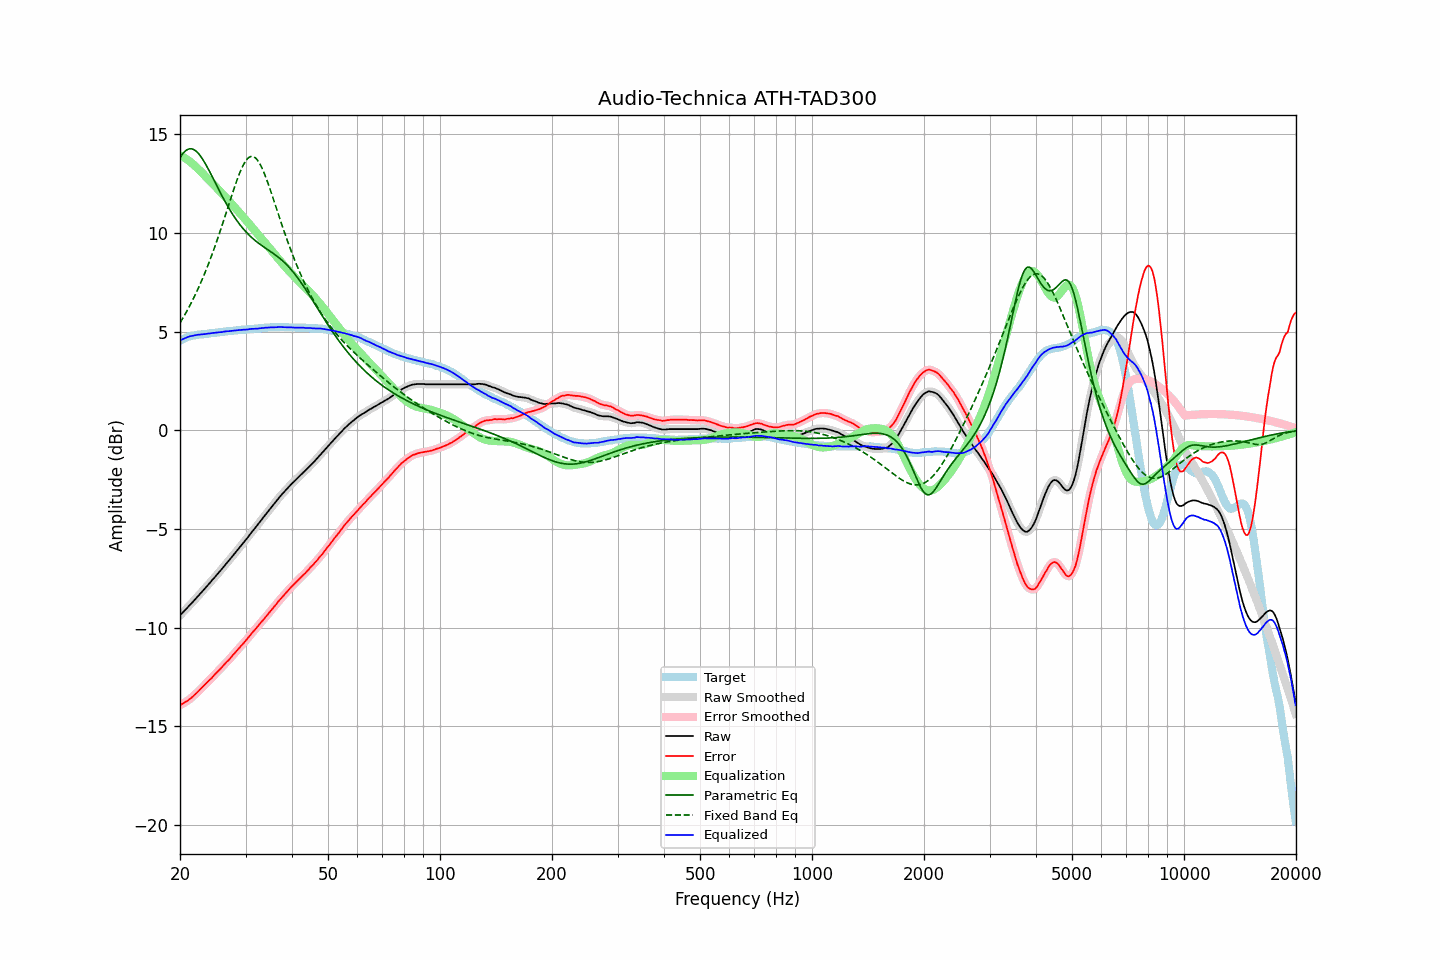 Audio-Technica ATH-TAD300
Amplitude (dBr)
15
10
5
0
−5
−10
−15
−20
Target
Raw Smoothed
Error Smoothed
Raw
Error
Equalization
Parametric Eq
Fixed Band Eq
Equalized
20 50 100 200 500 1000 2000 5000 10000 20000
Frequency (Hz)